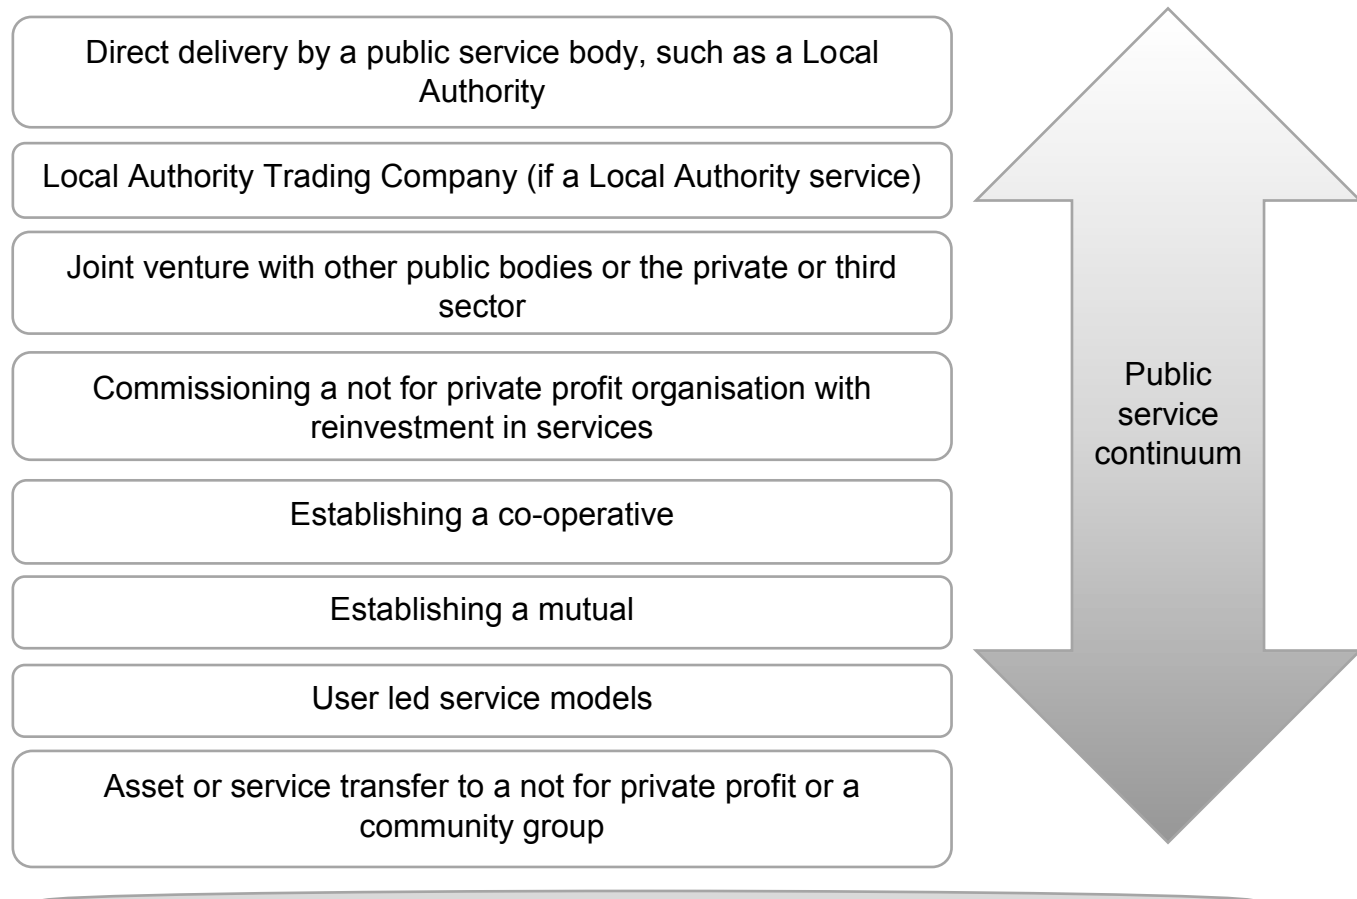 Direct delivery by a public service body, such as a Local
Authority
Local Authority Trading Company (if a Local Authority service)
Joint venture with other public bodies or the private or third
sector
Commissioning a not for private profit organisation with
reinvestment in services
Establishing a co-operative
Establishing a mutual
User led service models
Asset or service transfer to a not for private profit or a
community group
Public
service
continuum